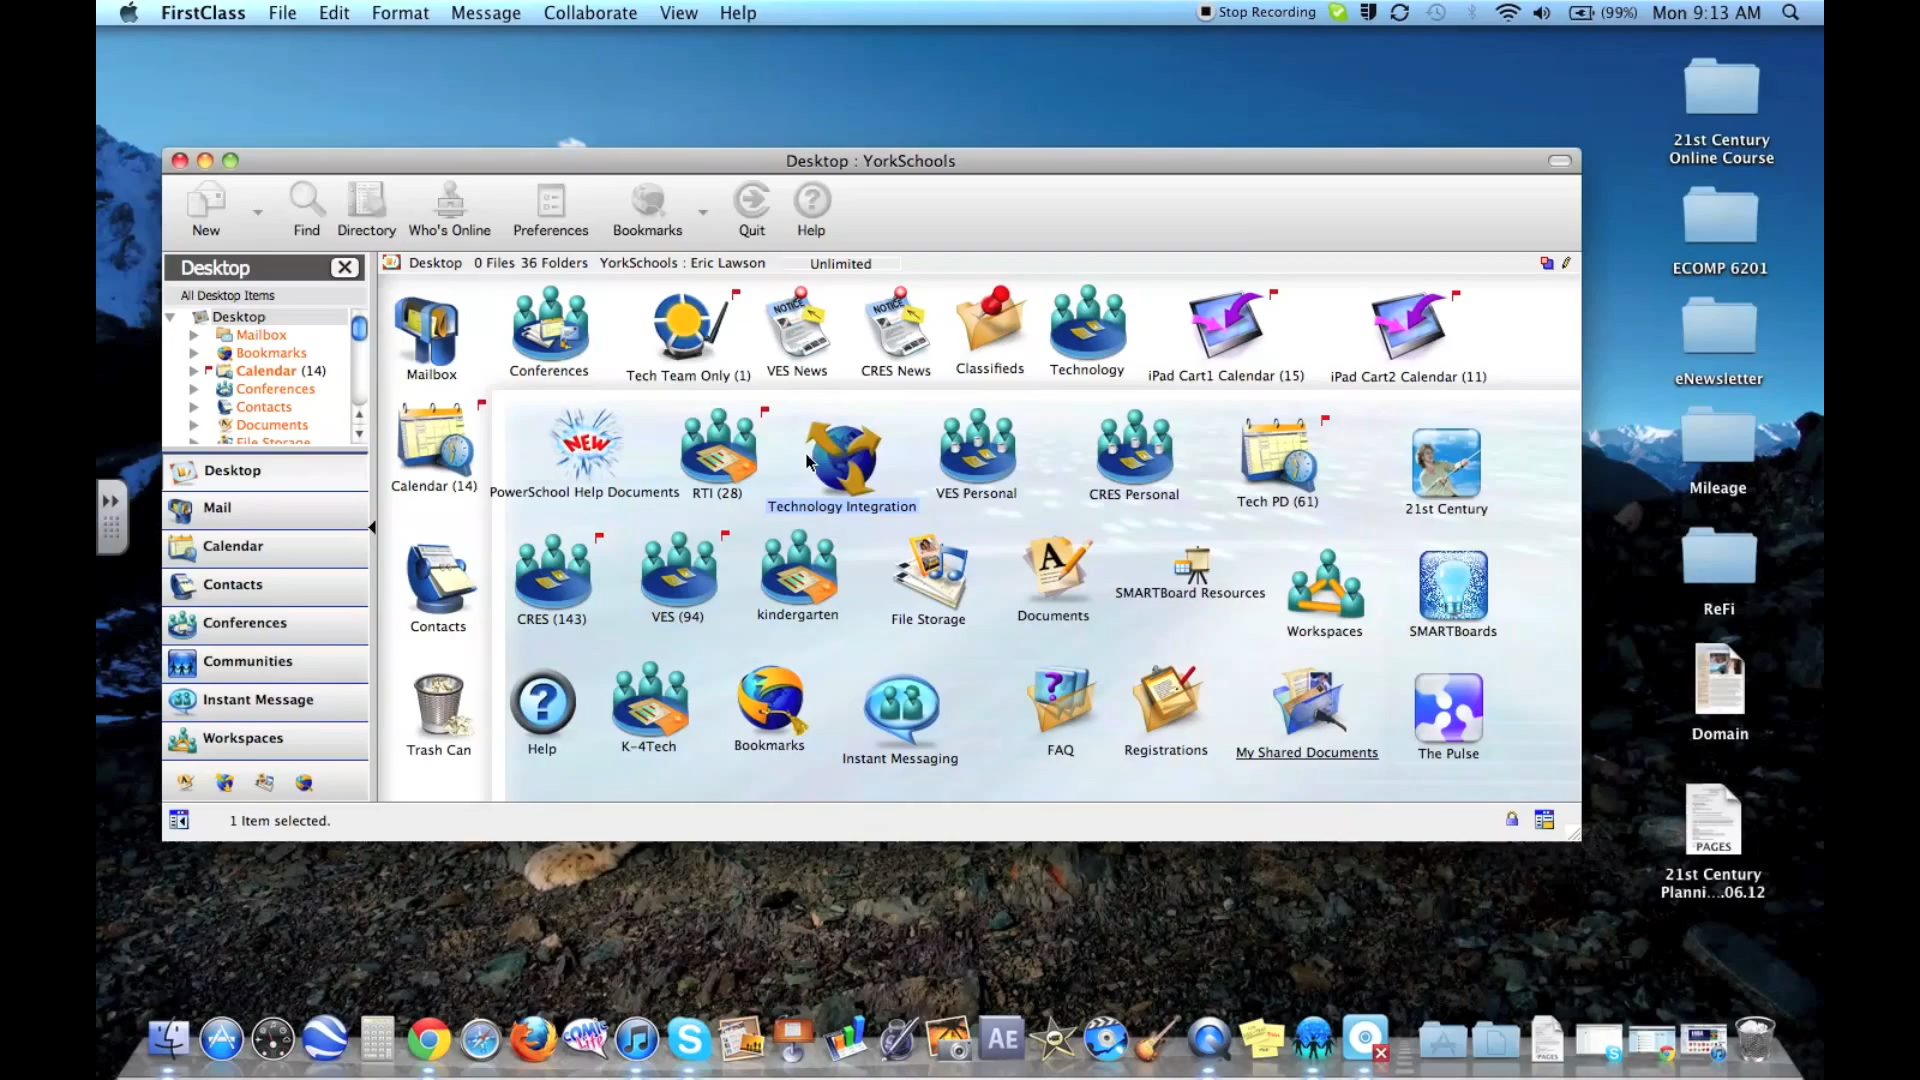 FirstClass File Edit Format Message Collaborate View Help
Stop Recording (99%) Mon 9:13 AM
Desktop : YorkSchools
New Find Directory Who's Online Preferences Bookmarks Quit Help
Desktop
All Desktop Items
Desktop
Mailbox
Bookmarks
Calendar (14)
Conferences
Contacts
Documents
File Storage
Desktop
Mail
Calendar
Contacts
Conferences
Communities
Instant Message
Workspaces
Desktop 0 Files 36 Folders YorkSchools : Eric Lawson Unlimited
NOTICE NOTICE
Mailbox Conferences Tech Team Only (1) VES News CRES News Classifieds Technology iPad Cart1 Calendar (15) iPad Cart2 Calendar (11)
NEW
Calendar (14) PowerSchool Help Documents RTI (28) Technology Integration VES Personal CRES Personal Tech PD (61) 21st Century
Contacts CRES (143) VES (94) kindergarten File Storage Documents SMARTBoard Resources Workspaces SMARTBoards
Trash Can Help K-4Tech Bookmarks Instant Messaging FAQ Registrations My Shared Documents The Pulse
1 Item selected.
21st Century
Online Course
ECOMP 6201
eNewsletter
Mileage
ReFi
Domain
PAGES
21st Century
Planni...06.12
AE
PAGES